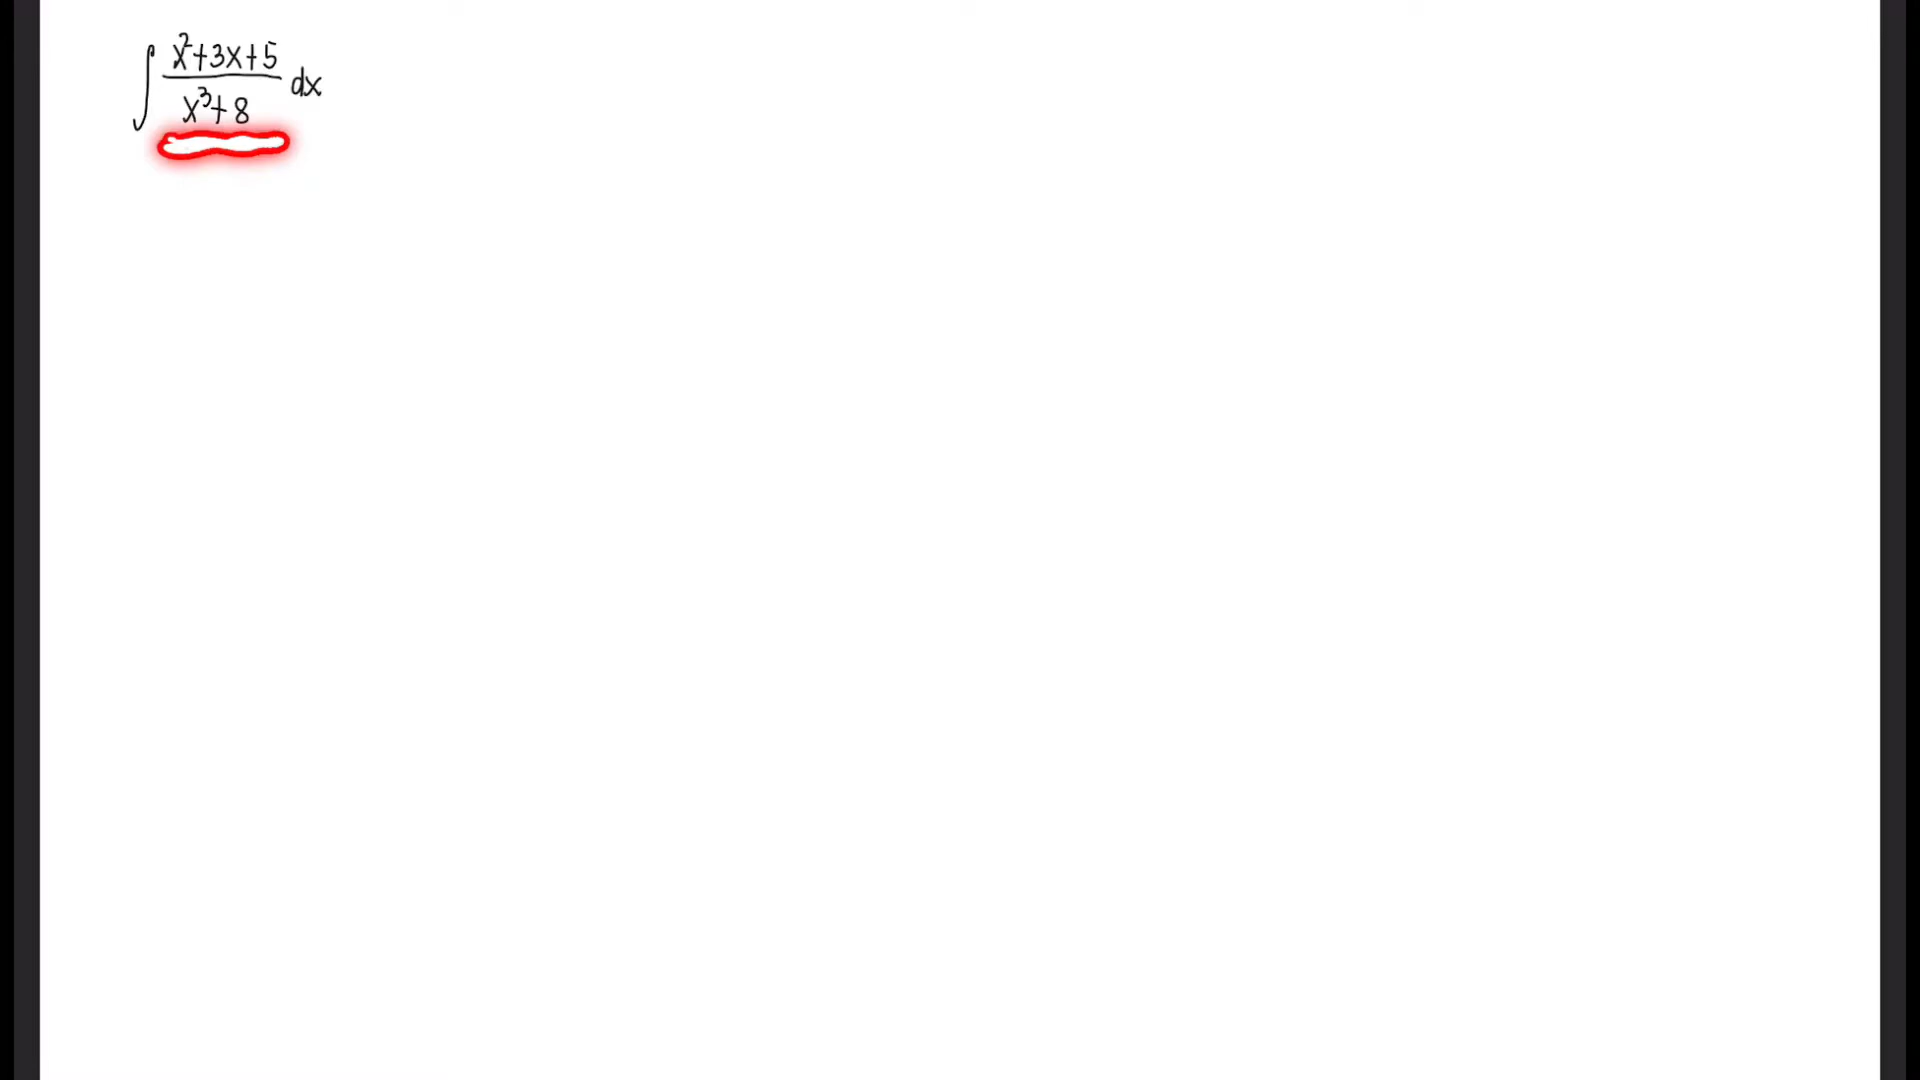 ∫ (x²+3x+5)/(x³+8) dx